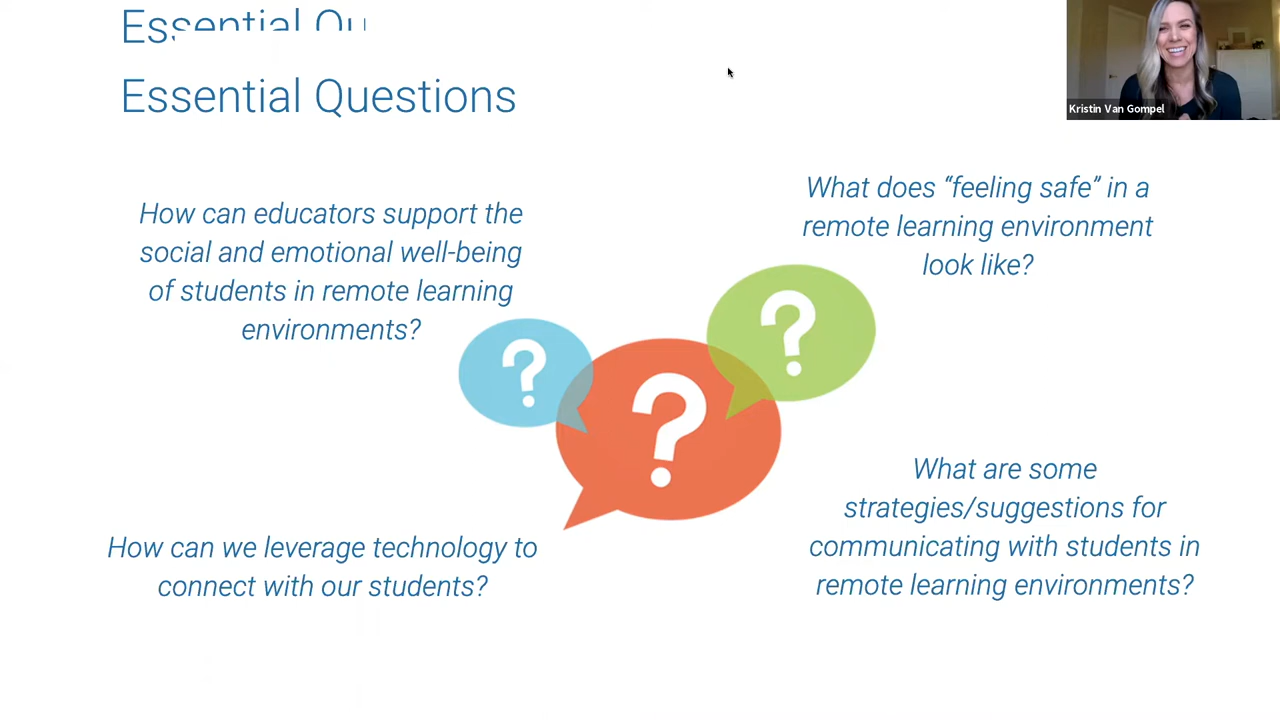 Essential Qu
Essential Questions
Kristin Van Gompel
How can educators support the
social and emotional well-being
of students in remote learning
environments?
What does “feeling safe” in a
remote learning environment
look like?
? ? ?
How can we leverage technology to
connect with our students?
What are some
strategies/suggestions for
communicating with students in
remote learning environments?